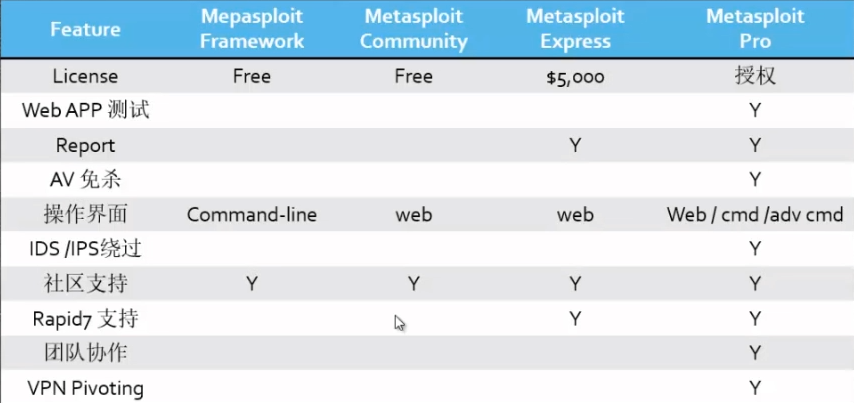 Feature Mepasploit Framework Metasploit Community Metasploit Express Metasploit Pro
License Free Free $5,000 授权
Web APP 测试 Y
Report Y Y
AV 免杀 Y
操作界面 Command-line web web Web / cmd /adv cmd
IDS /IPS绕过 Y
社区支持 Y Y Y Y
Rapid7 支持 Y Y
团队协作 Y
VPN Pivoting Y